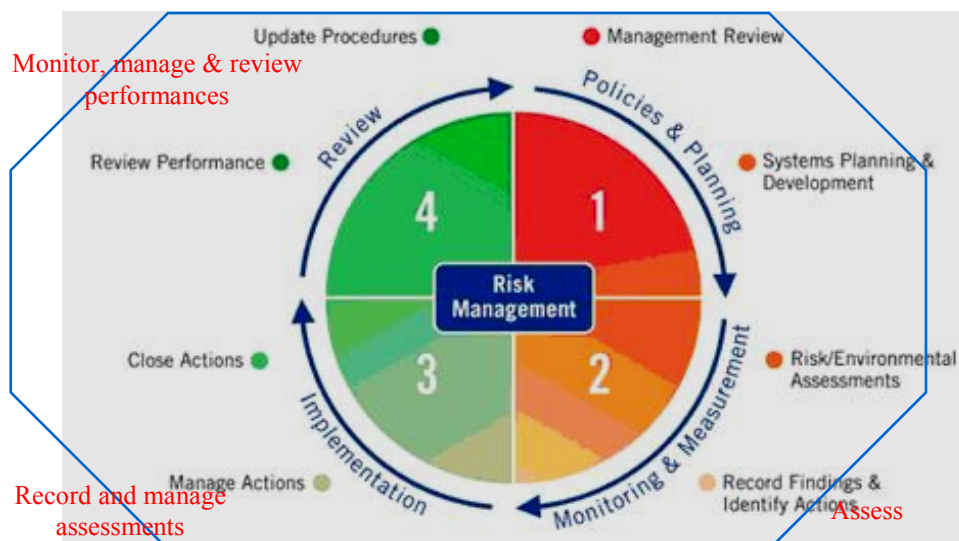 Update Procedures
Management Review
Monitor, manage & review
performances
Policies & Planning
Review
Review Performance
Systems Planning &
Development
4
1
Risk
Management
Close Actions
3
2
Risk/Environmental
Assessments
Implementation
Monitoring & Measurement
Manage Actions
Record Findings &
Identify Actions
Record and manage
assessments
Assess